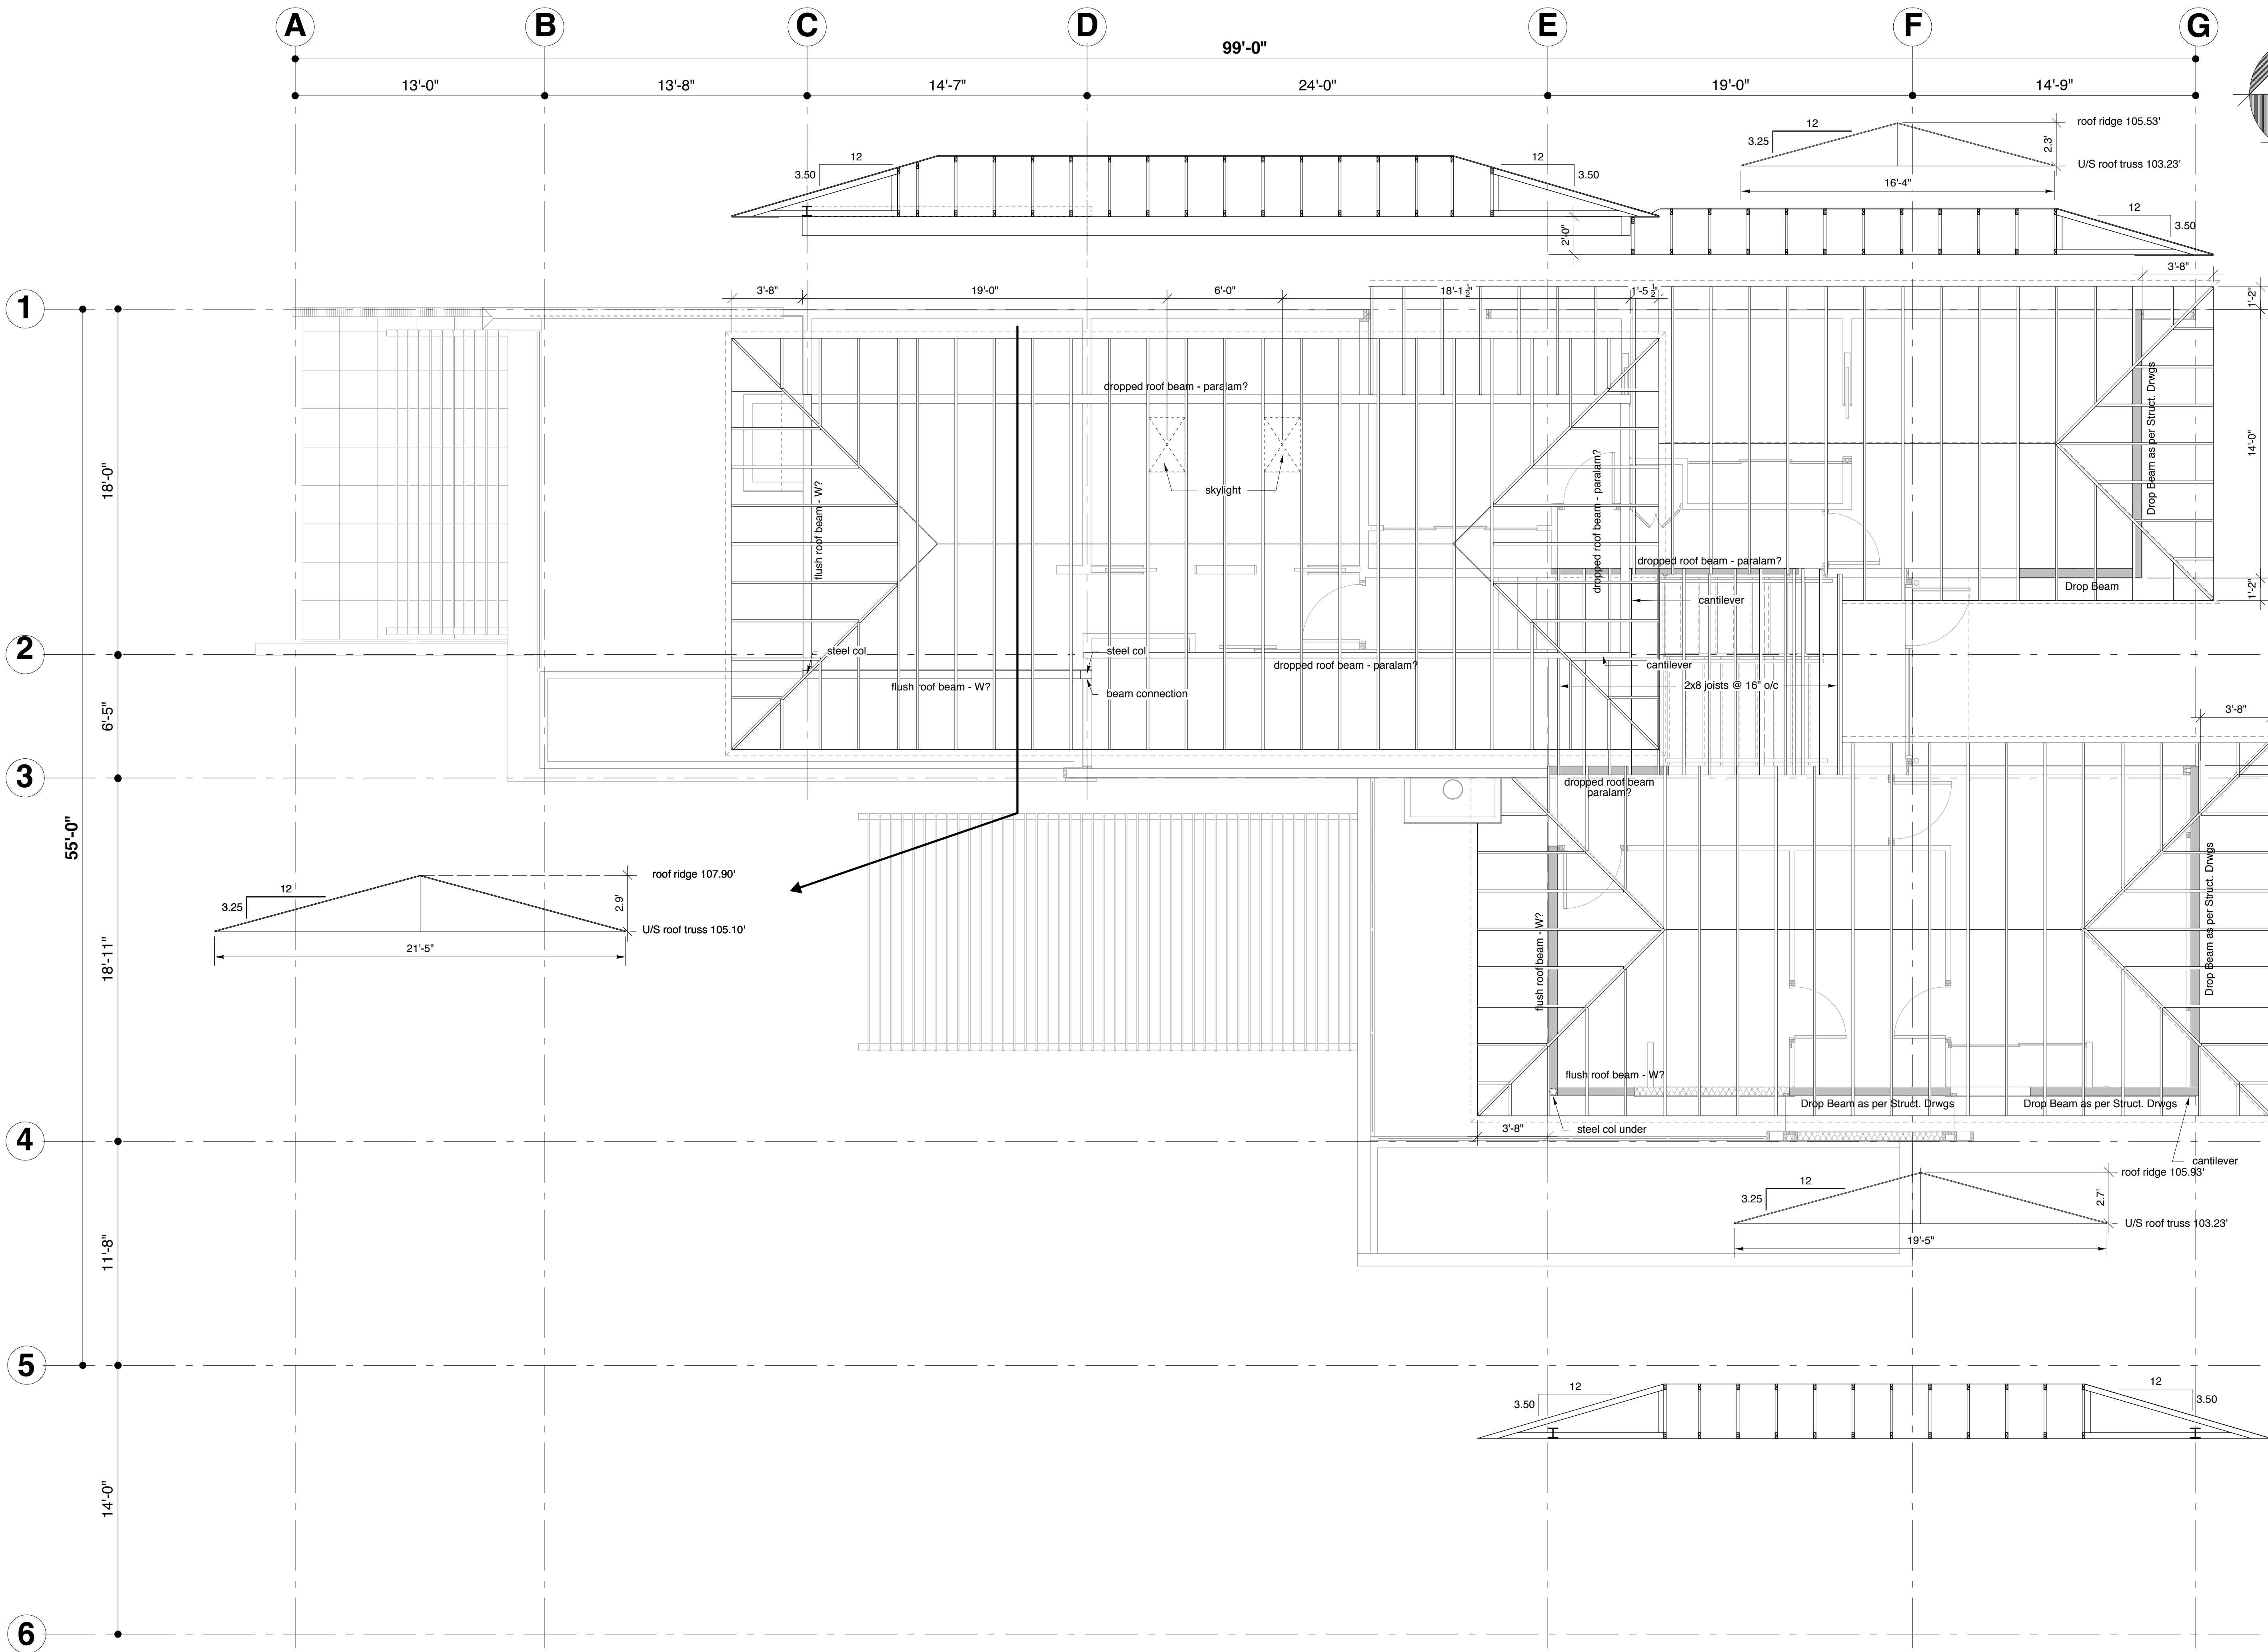 A
B
C
D
E
F
G
99'-0"
13'-0"
13'-8"
14'-7"
24'-0"
19'-0"
14'-9"
12
3.50
12
3.50
2'-0"
12
3.25
roof ridge 105.53'
2.3'
U/S roof truss 103.23'
16'-4"
12
3.50
3'-8"
1
3'-8"
19'-0"
6'-0"
18'-1 1/2"
1'-5 1/2"
1'-2"
14'-0"
1'-2"
18'-0"
dropped roof beam - paralam?
skylight
flush roof beam - W?
dropped roof beam - paralam?
Drop Beam as per Struct. Drwgs
dropped roof beam - paralam?
Drop Beam
cantilever
2
steel col
steel col
dropped roof beam - paralam?
cantilever
flush roof beam - W?
beam connection
2x8 joists @ 16" o/c
6'-5"
3'-8"
3
dropped roof beam
paralam?
55'-0"
18'-11"
12
3.25
roof ridge 107.90'
2.9'
U/S roof truss 105.10'
21'-5"
flush roof beam - W?
Drop Beam as per Struct. Drwgs
flush roof beam - W?
Drop Beam as per Struct. Drwgs
Drop Beam as per Struct. Drwgs
4
3'-8"
steel col under
cantilever
12
3.25
roof ridge 105.93'
2.7'
U/S roof truss 103.23'
19'-5"
11'-8"
5
12
3.50
12
3.50
14'-0"
6